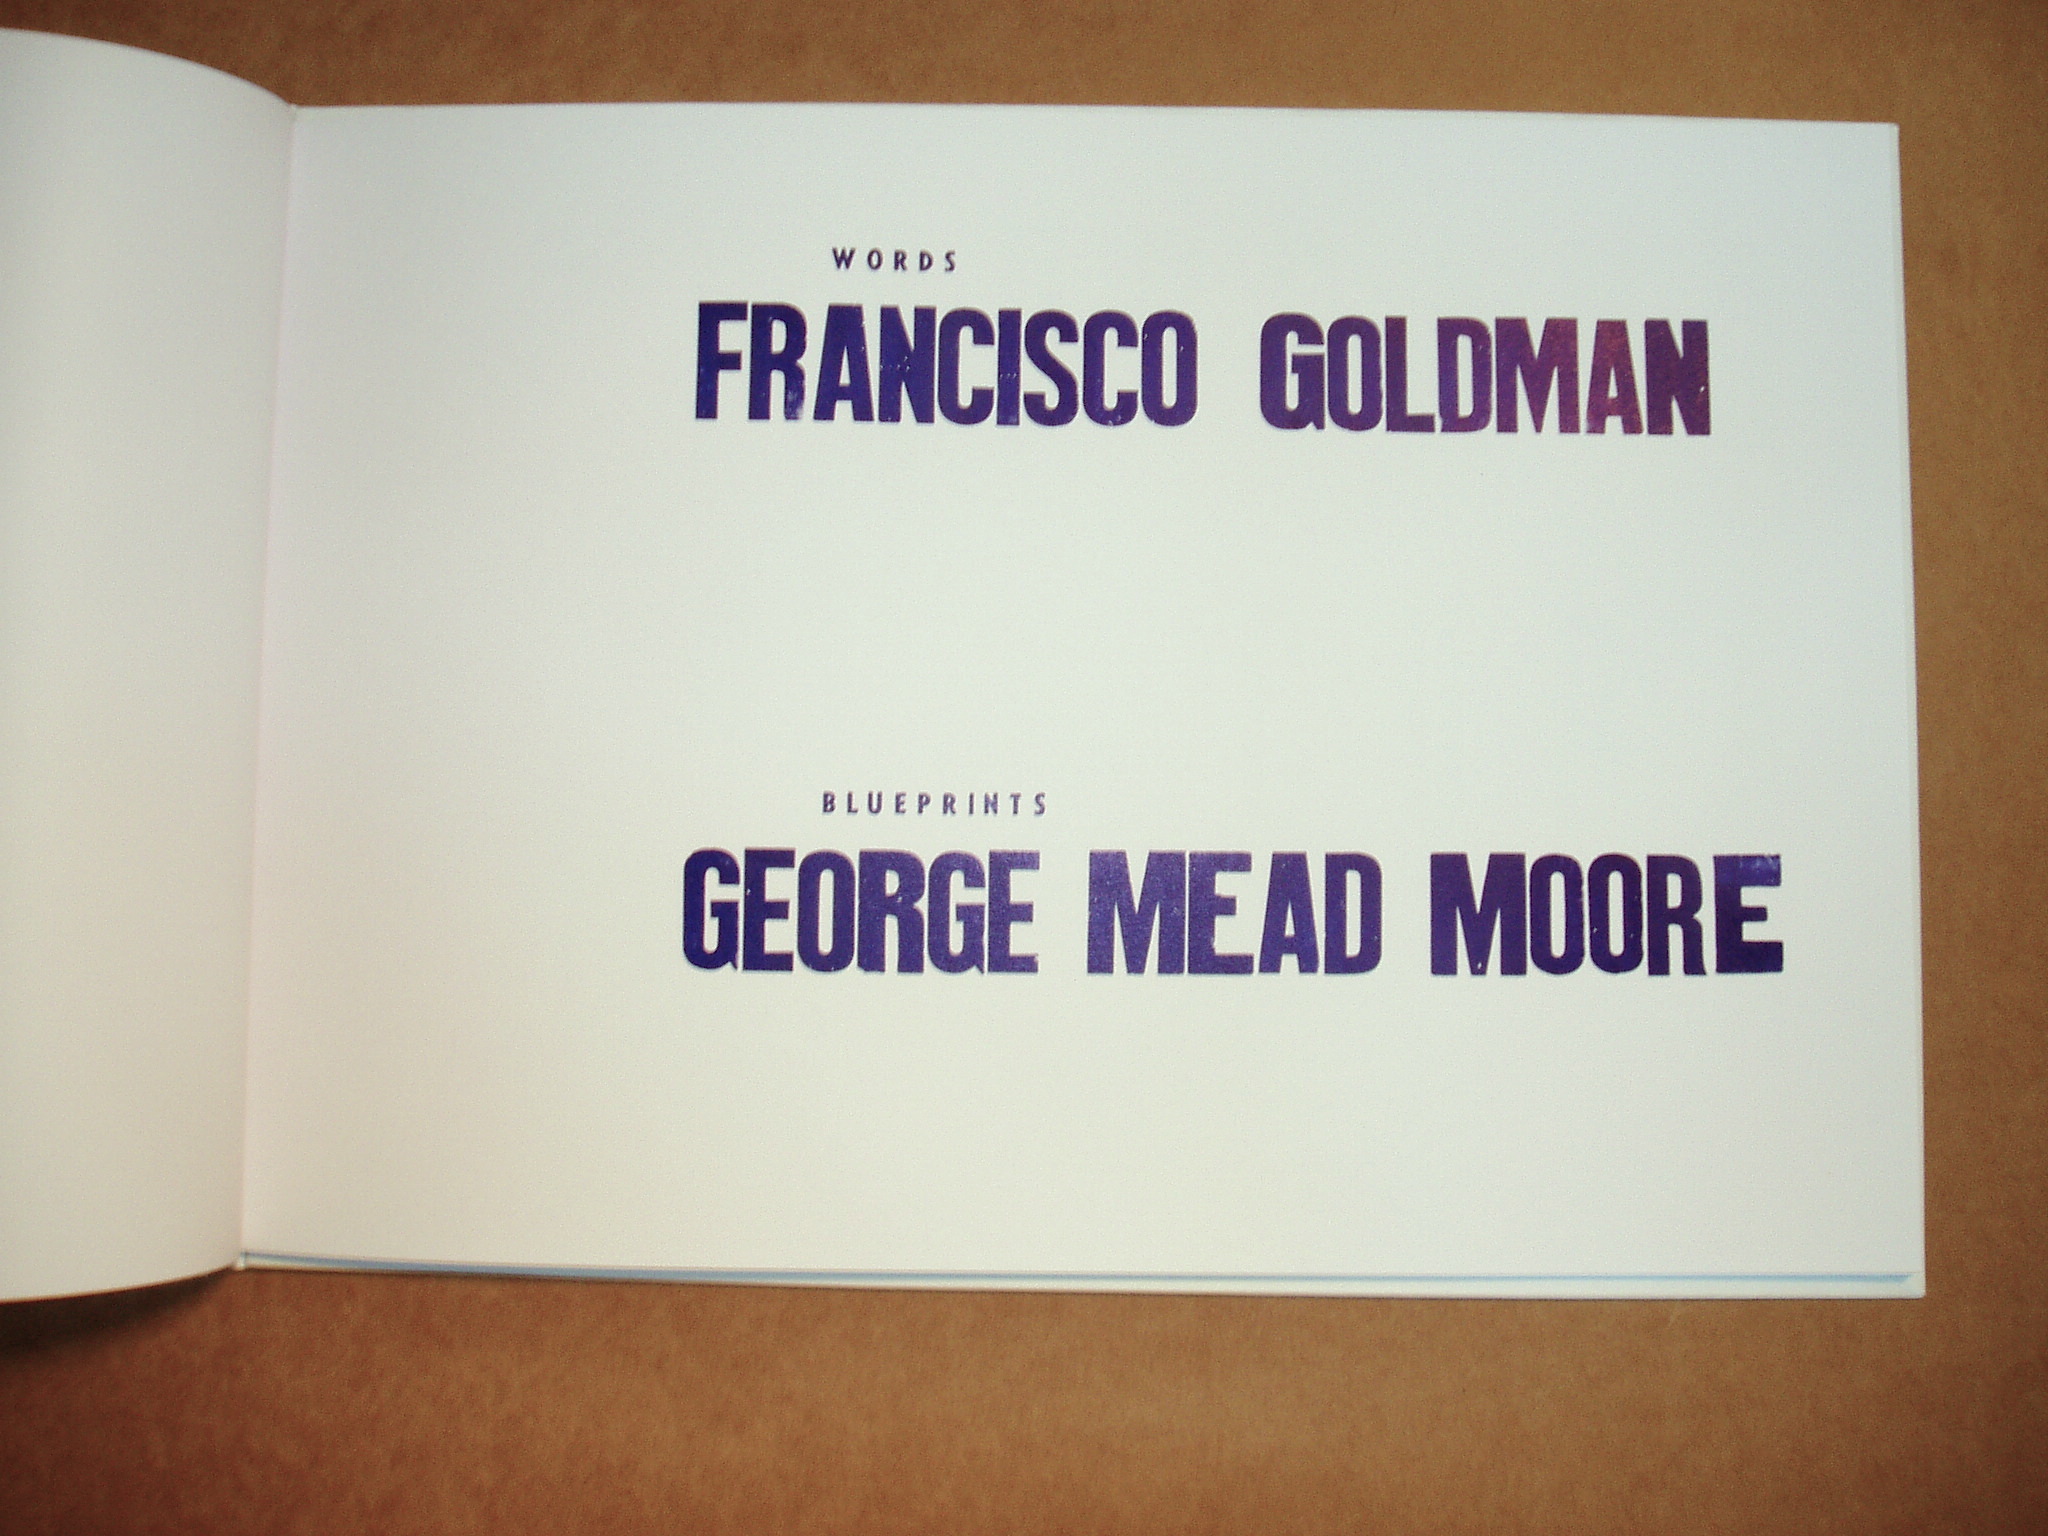 WORDS
FRANCISCO GOLDMAN
BLUEPRINTS
GEORGE MEAD MOORE